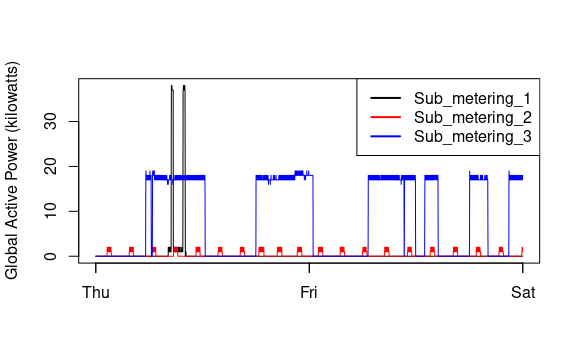 Global Active Power (kilowatts)
30
20
10
0
Sub_metering_1
Sub_metering_2
Sub_metering_3
Thu
Fri
Sat